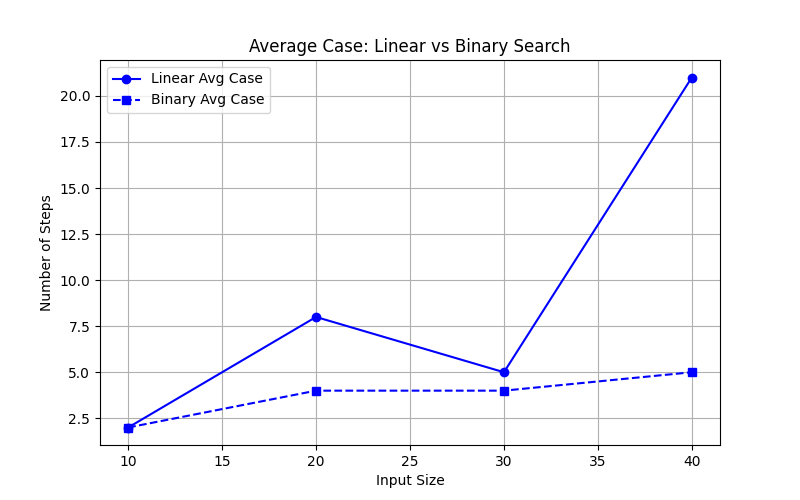 Average Case: Linear vs Binary Search
Linear Avg Case
Binary Avg Case
20.0
17.5
15.0
12.5
10.0
7.5
5.0
2.5
Number of Steps
10 15 20 25 30 35 40
Input Size